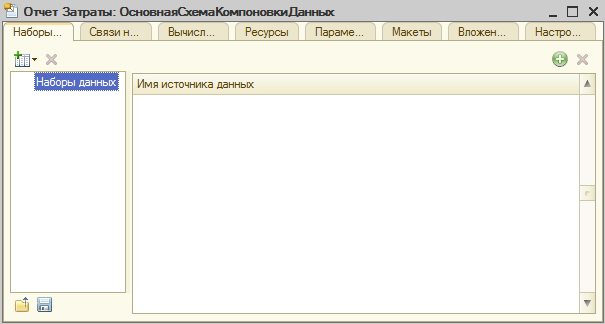 Отчет Затраты: ОсновнаяСхемаКомпоновкиДанных
Наборы... Связи н... Вычисл... Ресурсы Параме... Макеты Вложен... Настро...
Наборы данных
Имя источника данных